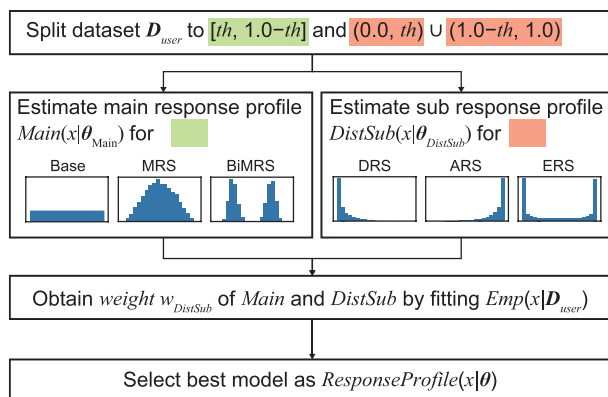 Split dataset D_user to [th, 1.0−th] and (0.0, th) ∪ (1.0−th, 1.0)
Estimate main response profile
Main(x|θ_Main) for
Base MRS BiMRS
Estimate sub response profile
DistSub(x|θ_DistSub) for
DRS ARS ERS
Obtain weight w_DistSub of Main and DistSub by fitting Emp(x|D_user)
Select best model as ResponseProfile(x|θ)